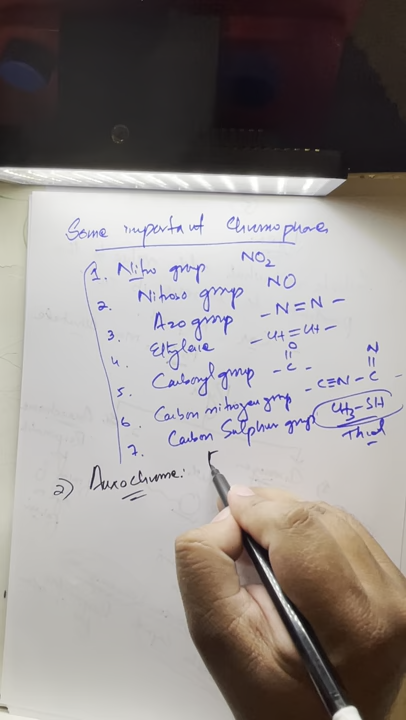 Some important Chromophores
1. Nitro group NO2
2. Nitroso group NO
3. Azo group -N=N-
4. Ethylene -CH=CH-
5. Carbonyl group -C-
O
6. Carbon nitrogen group -C≡N -C-
N
7. Carbon Sulphur group CH3-SH
Thiol
2) Auxochrome: